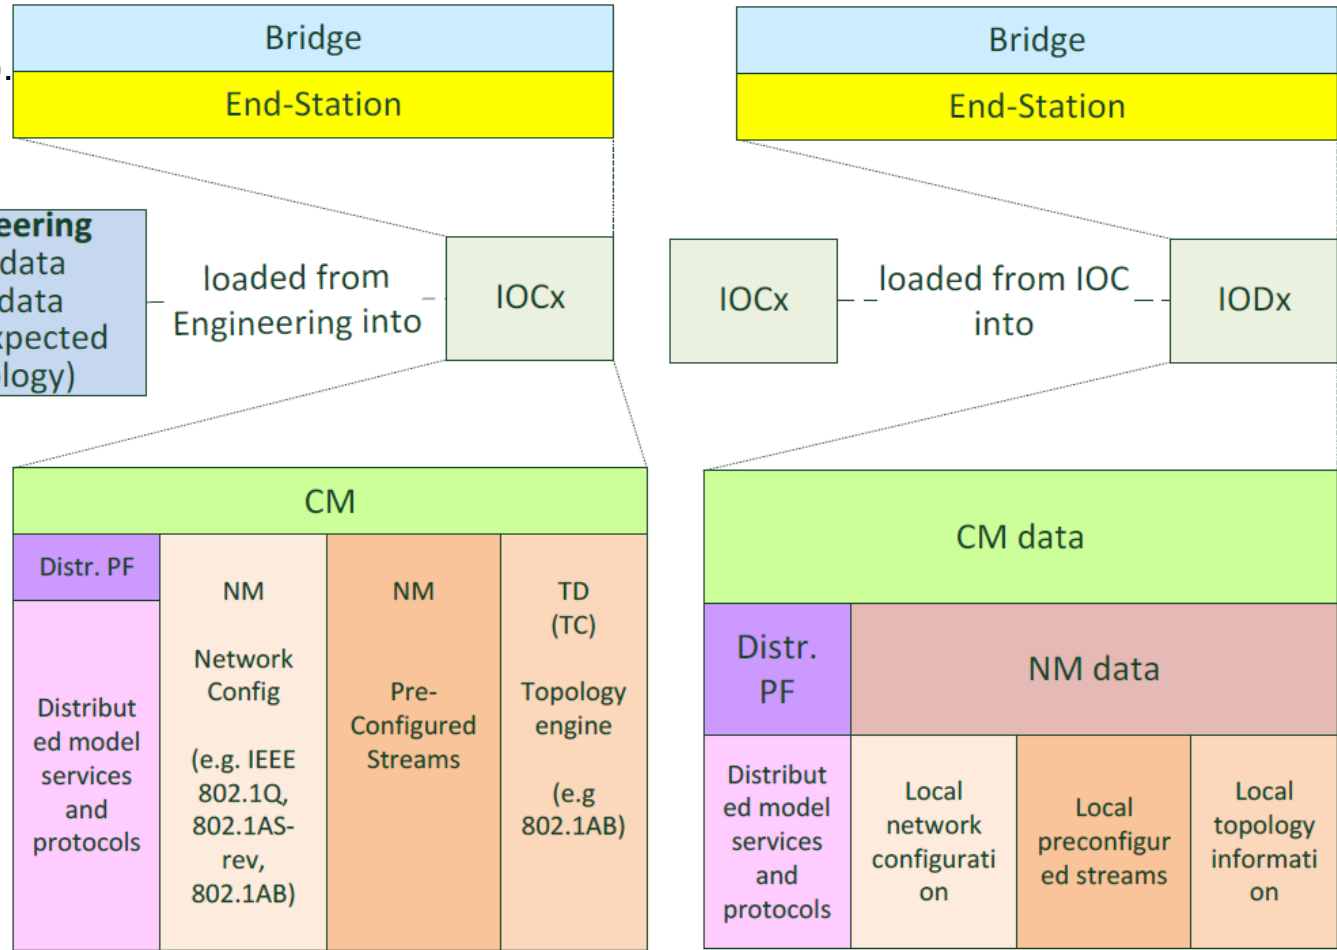 Bridge
End-Station
data
data
loaded from
Engineering into
IOCx
CM
Distr. PF
Distribut
ed model
services
and
protocols
NM
Network
Config
(e.g. IEEE
802.1Q,
802.1AS-
rev,
802.1AB)
NM
Pre-
Configured
Streams
TD
(TC)
Topology
engine
(e.g
802.1AB)
Bridge
End-Station
IOCx
loaded from IOC
into
IODx
CM data
Distr.
PF
NM data
Distribut
ed model
services
and
protocols
Local
network
configurati
on
Local
preconfigur
ed streams
Local
topology
informati
on